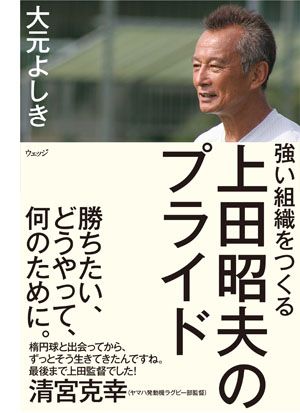 大元よしき
ウェッジ
強い組織をつくる
上田昭夫の
プライド
勝ちたい、
どうやって、
何のために。
楕円球と出会ってから、
ずっとそう生きてきたんですね。
最後まで上田監督でした!
清宮克幸(ヤマハ発動機ラグビー部監督)